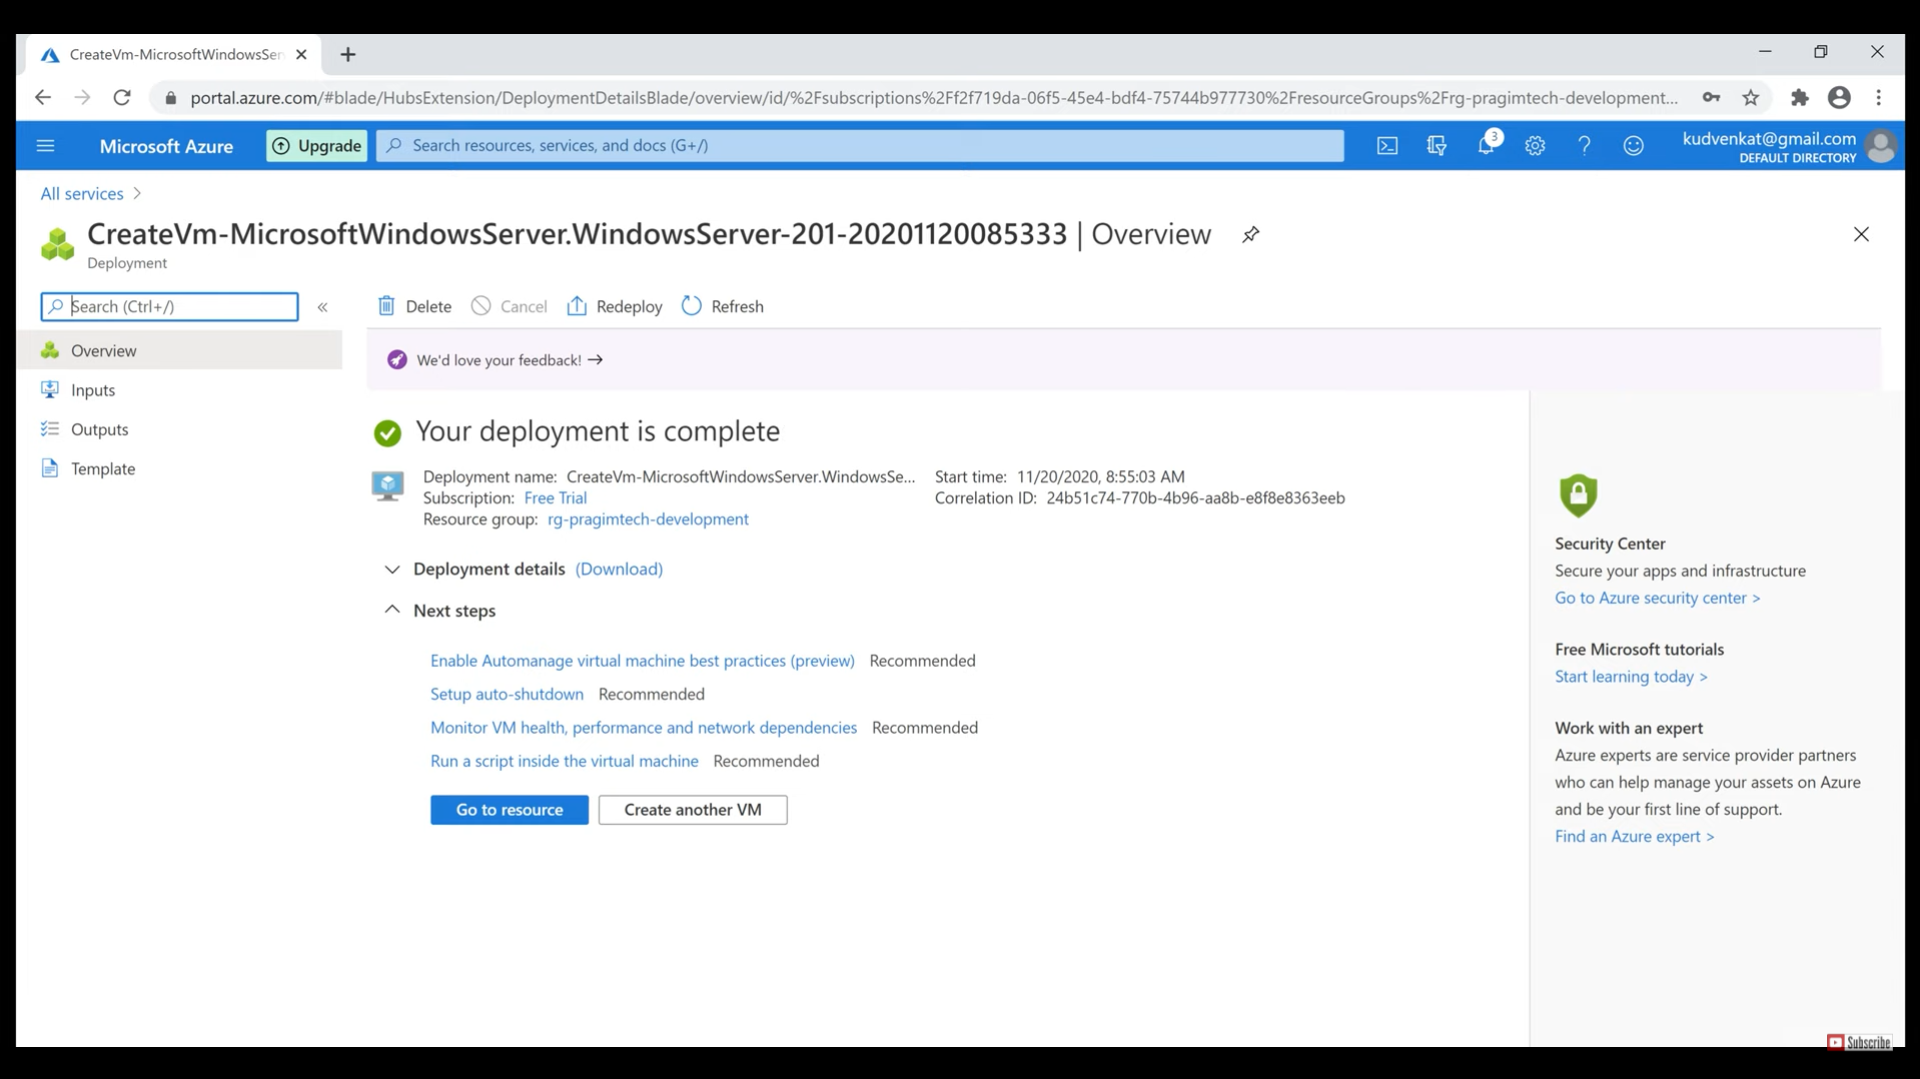 CreateVm-MicrosoftWindowsSer
portal.azure.com/#blade/HubsExtension/DeploymentDetailsBlade/overview/id/%2Fsubscriptions%2Ff2f719da-06f5-45e4-bdf4-75744b977730%2FresourceGroups%2Frg-pragimtech-development...
Microsoft Azure
Upgrade
Search resources, services, and docs (G+/)
3
kudvenkat@gmail.com
DEFAULT DIRECTORY
All services >
CreateVm-MicrosoftWindowsServer.WindowsServer-201-20201120085333 | Overview
Deployment
Search (Ctrl+/)
«
Delete
Cancel
Redeploy
Refresh
Overview
Inputs
Outputs
Template
We'd love your feedback! →
Your deployment is complete
Deployment name: CreateVm-MicrosoftWindowsServer.WindowsSe...
Subscription: Free Trial
Resource group: rg-pragimtech-development
Start time: 11/20/2020, 8:55:03 AM
Correlation ID: 24b51c74-770b-4b96-aa8b-e8f8e8363eeb
Deployment details (Download)
Next steps
Enable Automanage virtual machine best practices (preview) Recommended
Setup auto-shutdown Recommended
Monitor VM health, performance and network dependencies Recommended
Run a script inside the virtual machine Recommended
Go to resource
Create another VM
Security Center
Secure your apps and infrastructure
Go to Azure security center >
Free Microsoft tutorials
Start learning today >
Work with an expert
Azure experts are service provider partners
who can help manage your assets on Azure
and be your first line of support.
Find an Azure expert >
Subscribe